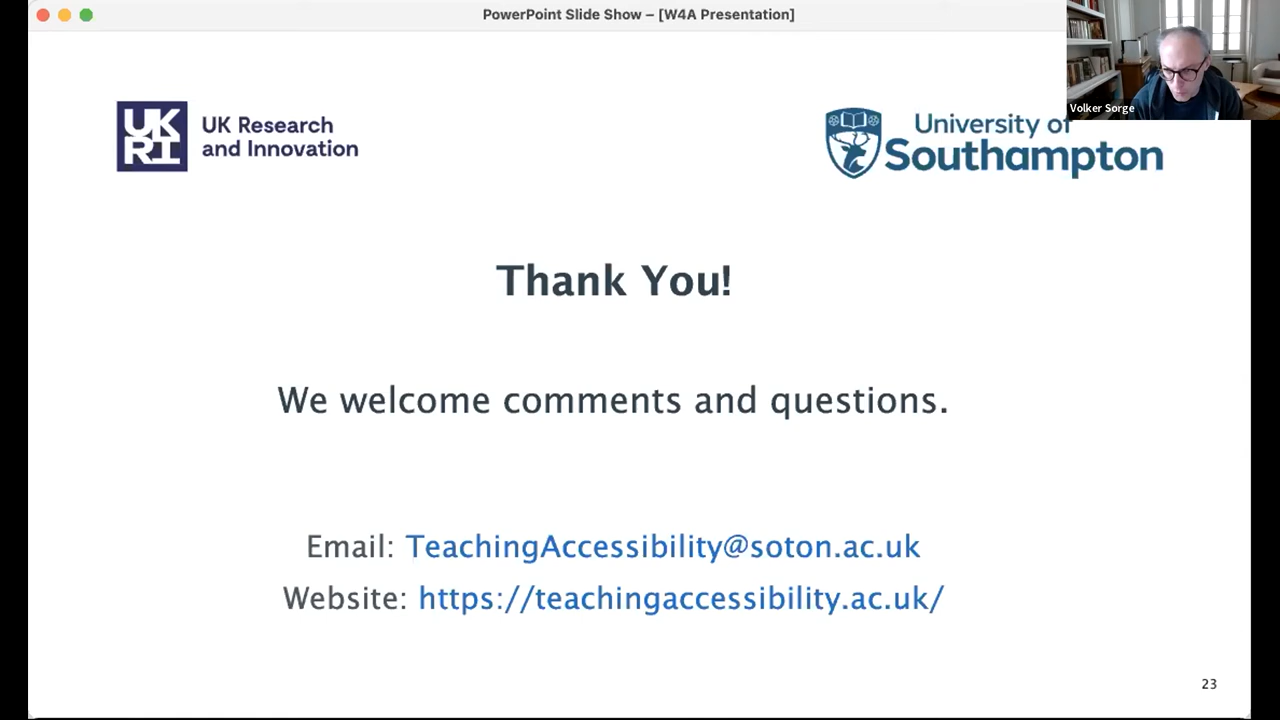 PowerPoint Slide Show – [W4A Presentation]
Volker Sorge
UK
RI
UK Research
and Innovation
University of
Southampton
Thank You!
We welcome comments and questions.
Email: TeachingAccessibility@soton.ac.uk
Website: https://teachingaccessibility.ac.uk/
23